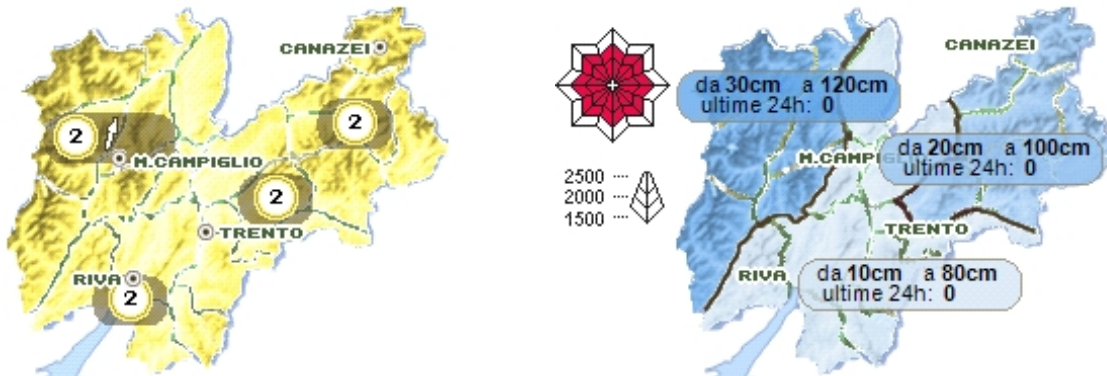 CANAZEI
2
2
M.CAMPIGLIO
2
TRENTO
RIVA
2
CANAZEI
da 30cm a 120cm
ultime 24h: 0
M.CAMPIGL
da 20cm a 100cm
ultime 24h: 0
2500
2000
1500
TRENTO
RIVA
da 10cm a 80cm
ultime 24h: 0